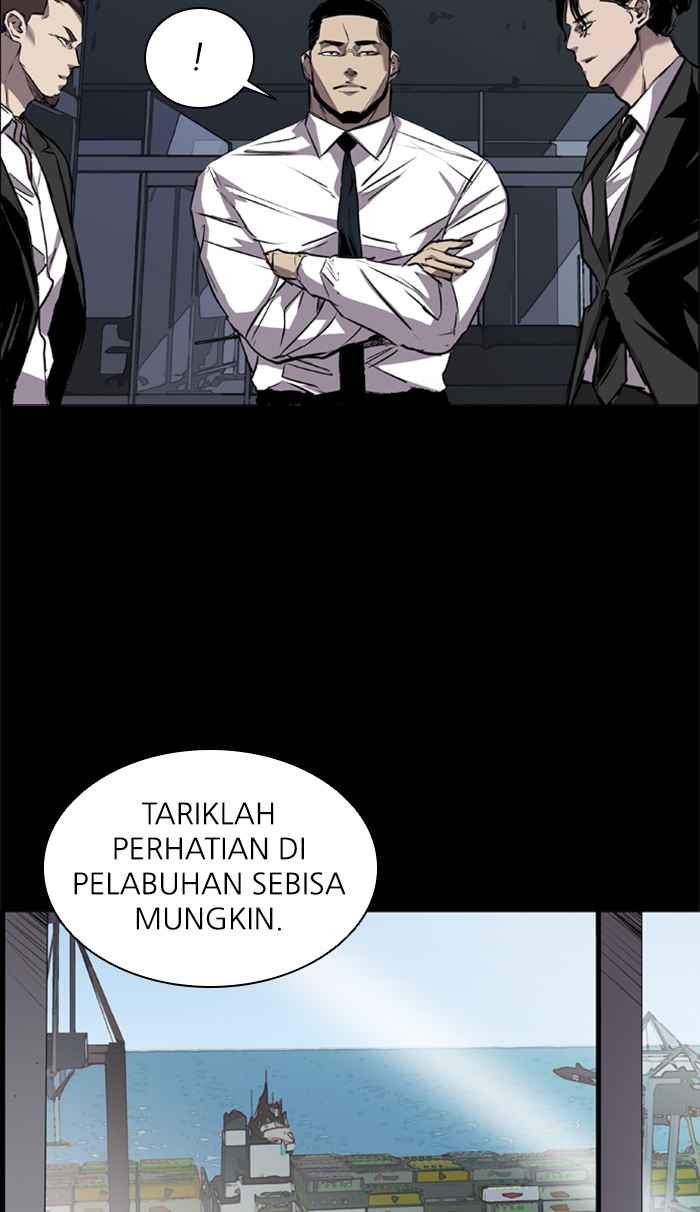 !
TARIKLAH
PERHATIAN DI
PELABUHAN SEBISA
MUNGKIN.